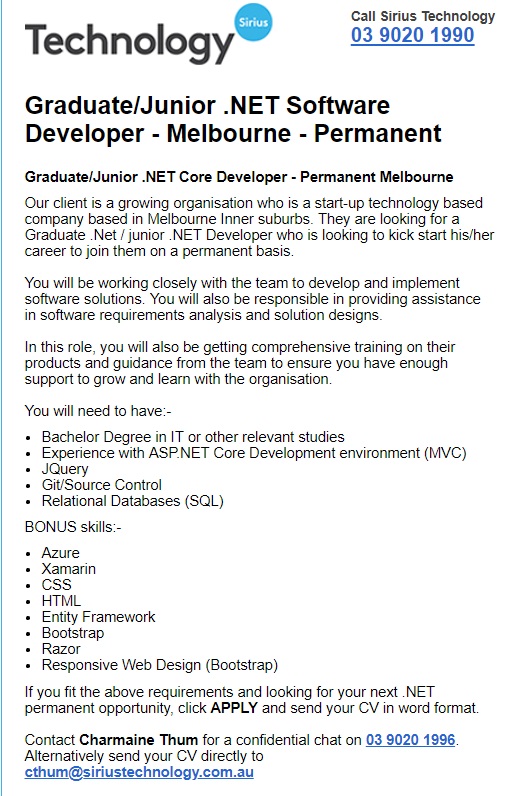 Technology
Sirius
Call Sirius Technology
03 9020 1990
Graduate/Junior .NET Software
Developer - Melbourne - Permanent
Graduate/Junior .NET Core Developer - Permanent Melbourne
Our client is a growing organisation who is a start-up technology based
company based in Melbourne Inner suburbs. They are looking for a
Graduate .Net / junior .NET Developer who is looking to kick start his/her
career to join them on a permanent basis.
You will be working closely with the team to develop and implement
software solutions. You will also be responsible in providing assistance
in software requirements analysis and solution designs.
In this role, you will also be getting comprehensive training on their
products and guidance from the team to ensure you have enough
support to grow and learn with the organisation.
You will need to have:-
• Bachelor Degree in IT or other relevant studies
• Experience with ASP.NET Core Development environment (MVC)
• JQuery
• Git/Source Control
• Relational Databases (SQL)
BONUS skills:-
• Azure
• Xamarin
• CSS
• HTML
• Entity Framework
• Bootstrap
• Razor
• Responsive Web Design (Bootstrap)
If you fit the above requirements and looking for your next .NET
permanent opportunity, click APPLY and send your CV in word format.
Contact Charmaine Thum for a confidential chat on 03 9020 1996.
Alternatively send your CV directly to
cthum@siriustechnology.com.au